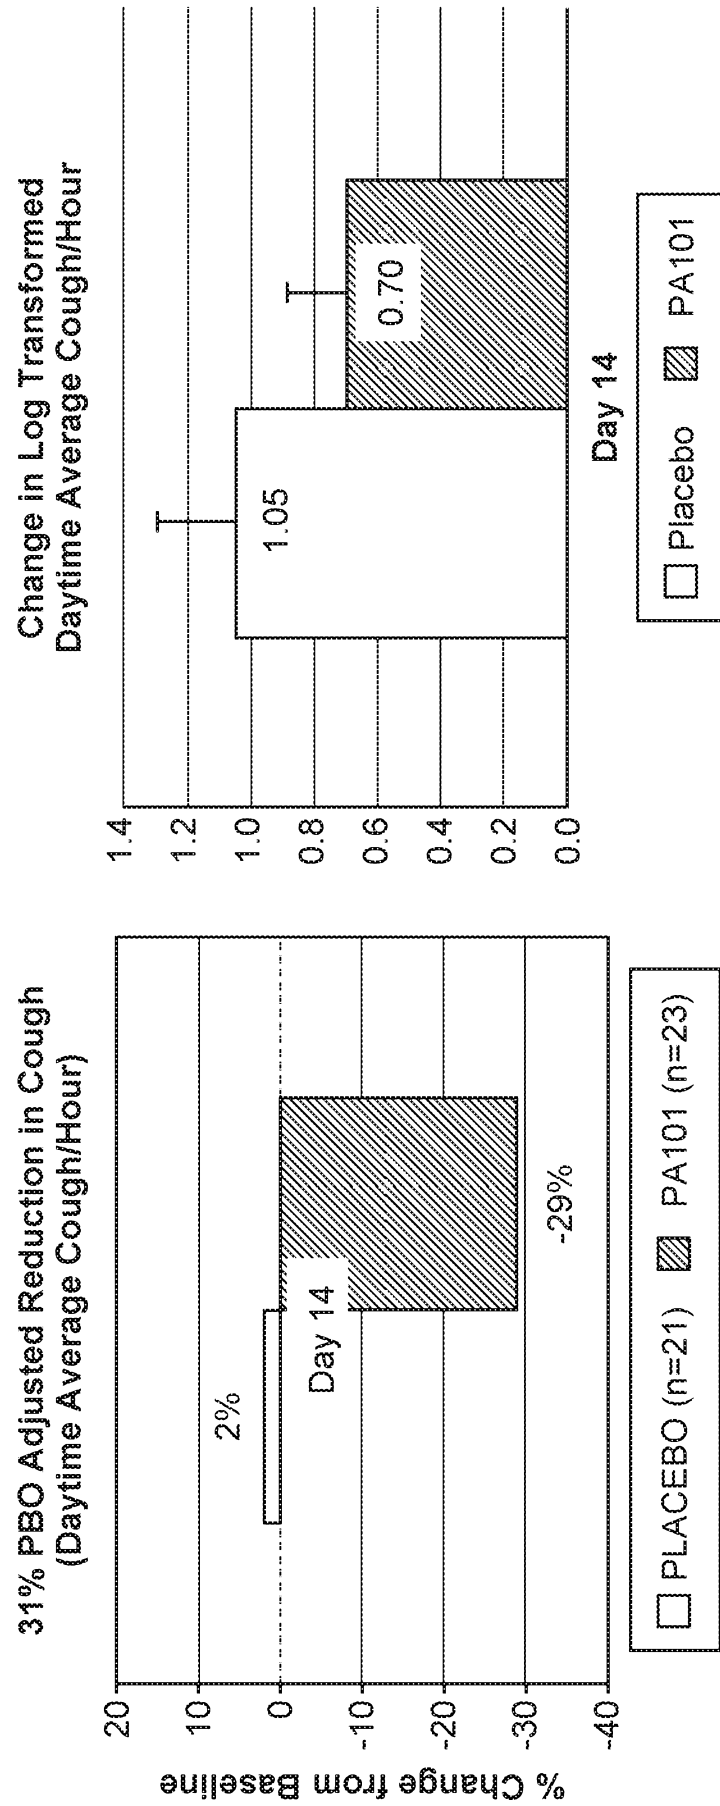 31% PBO Adjusted Reduction in Cough
(Daytime Average Cough/Hour)
% Change from Baseline
20
10
0
-10
-20
-30
-40
2%
Day 14
-29%
PLACEBO (n=21) PA101 (n=23)
Change in Log Transformed
Daytime Average Cough/Hour
1.4
1.2
1.0
0.8
0.6
0.4
0.2
0.0
1.05
0.70
Day 14
Placebo PA101